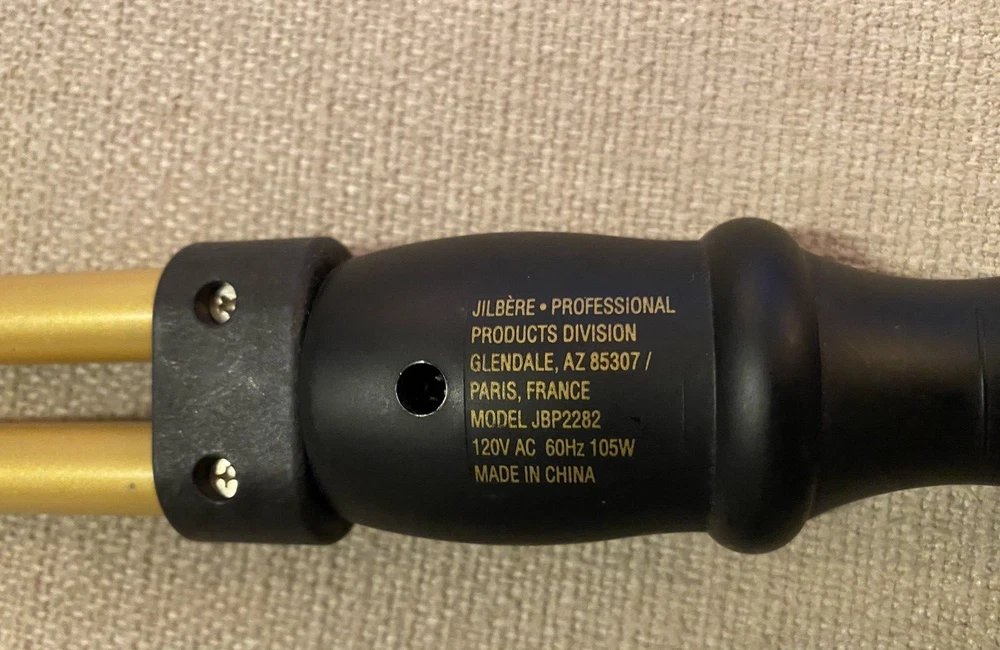 JILBÈRE • PROFESSIONAL
PRODUCTS DIVISION
GLENDALE, AZ 85307 /
PARIS, FRANCE
MODEL JBP2282
120V AC 60Hz 105W
MADE IN CHINA